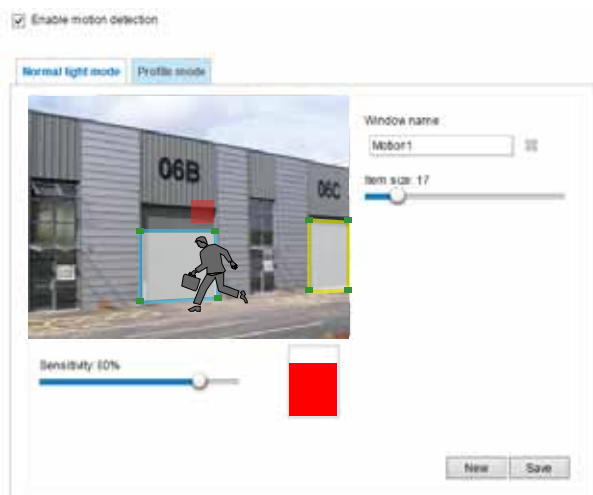 Enable motion detection
Normal light mode
Profile mode
Window name
Motion1
Item size: 17
06B
06C
Sensitivity: 80%
New
Save